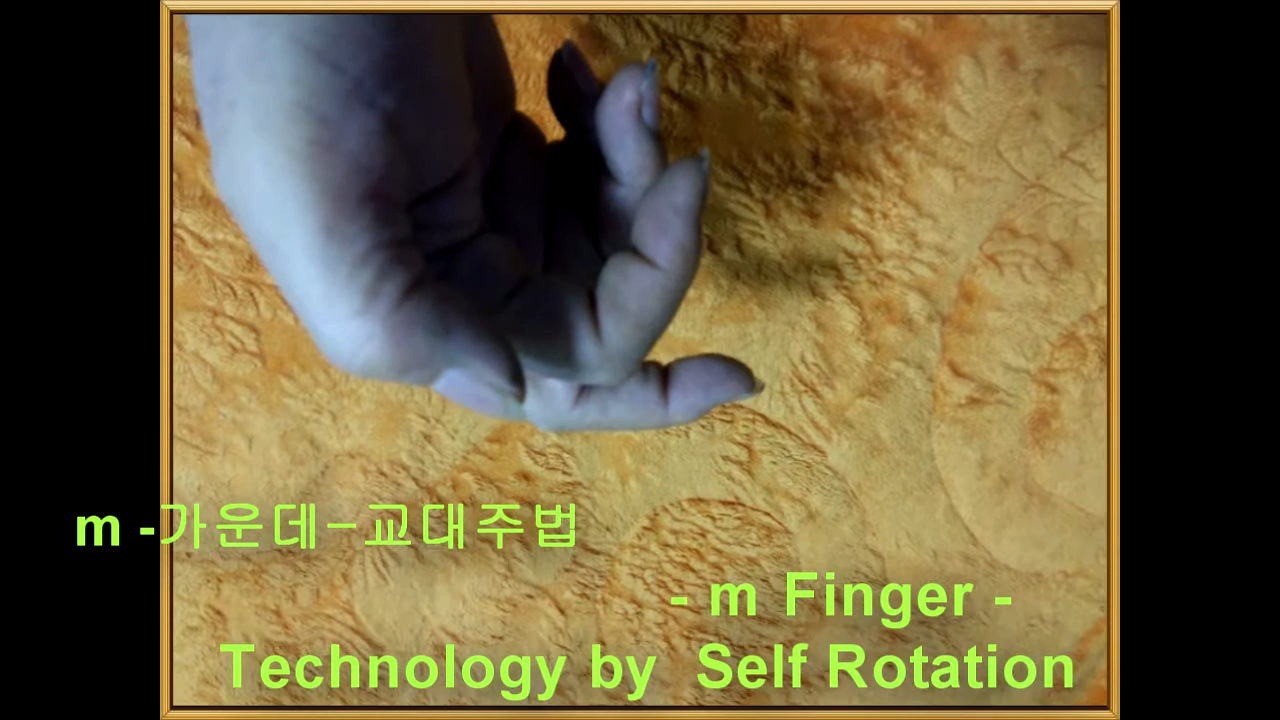 m -가운데-교대주법
- m Finger -
Technology by Self Rotation